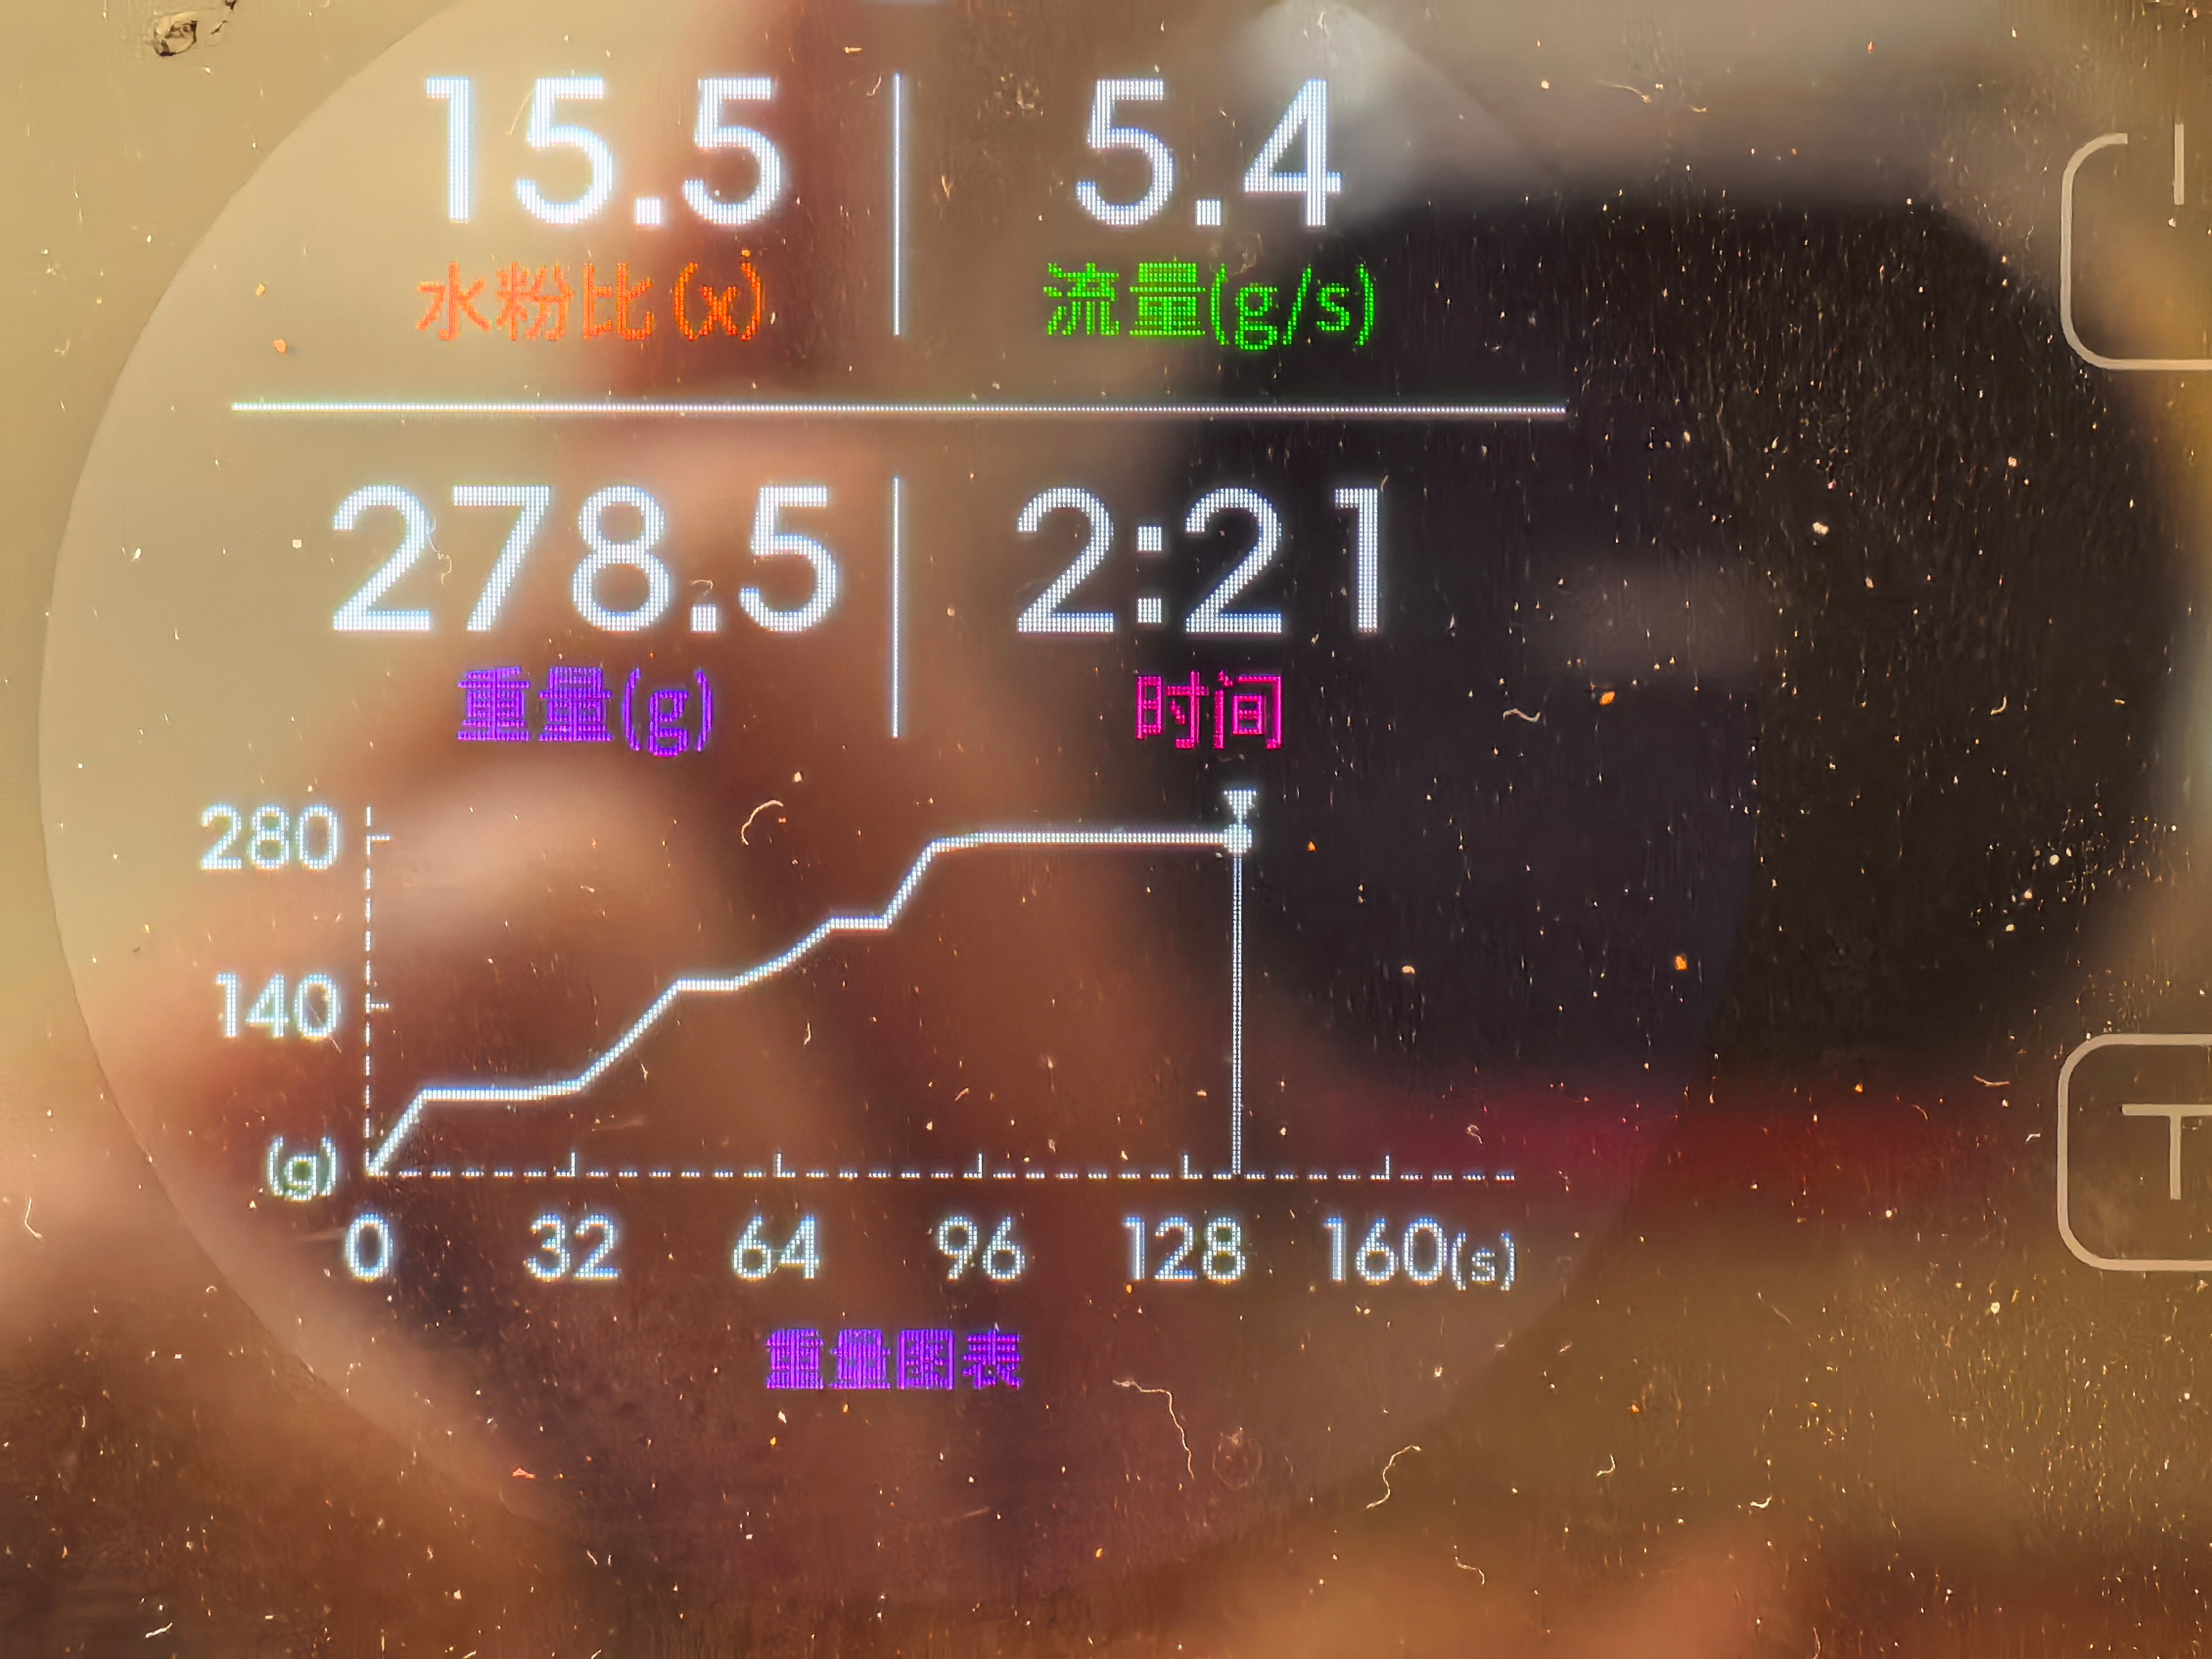 15.5 5.4
水粉比(x) 流量(g/s)
278.5 2:21
重量(g) 时间
280
140
(g)
0 32 64 96 128 160(s)
重量图表
T